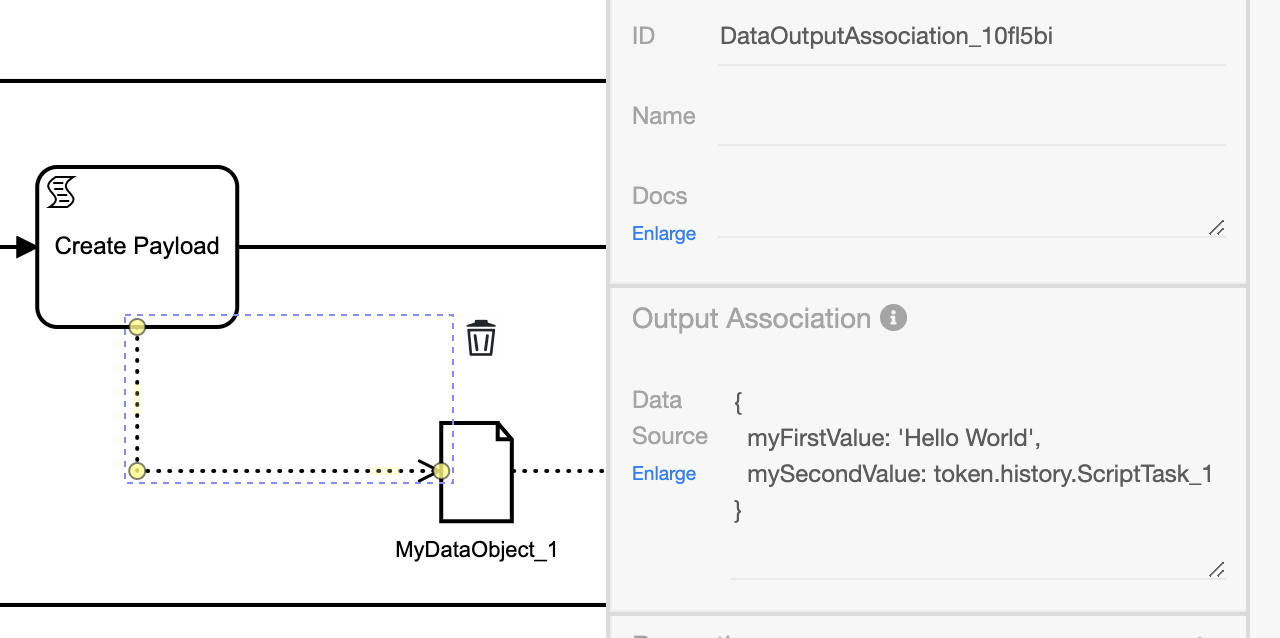 ID
DataOutputAssociation_10fl5bi
Name
Docs
Enlarge
Create Payload
MyDataObject_1
Output Association
Data
Source
Enlarge
{
myFirstValue: 'Hello World',
mySecondValue: token.history.ScriptTask_1
}